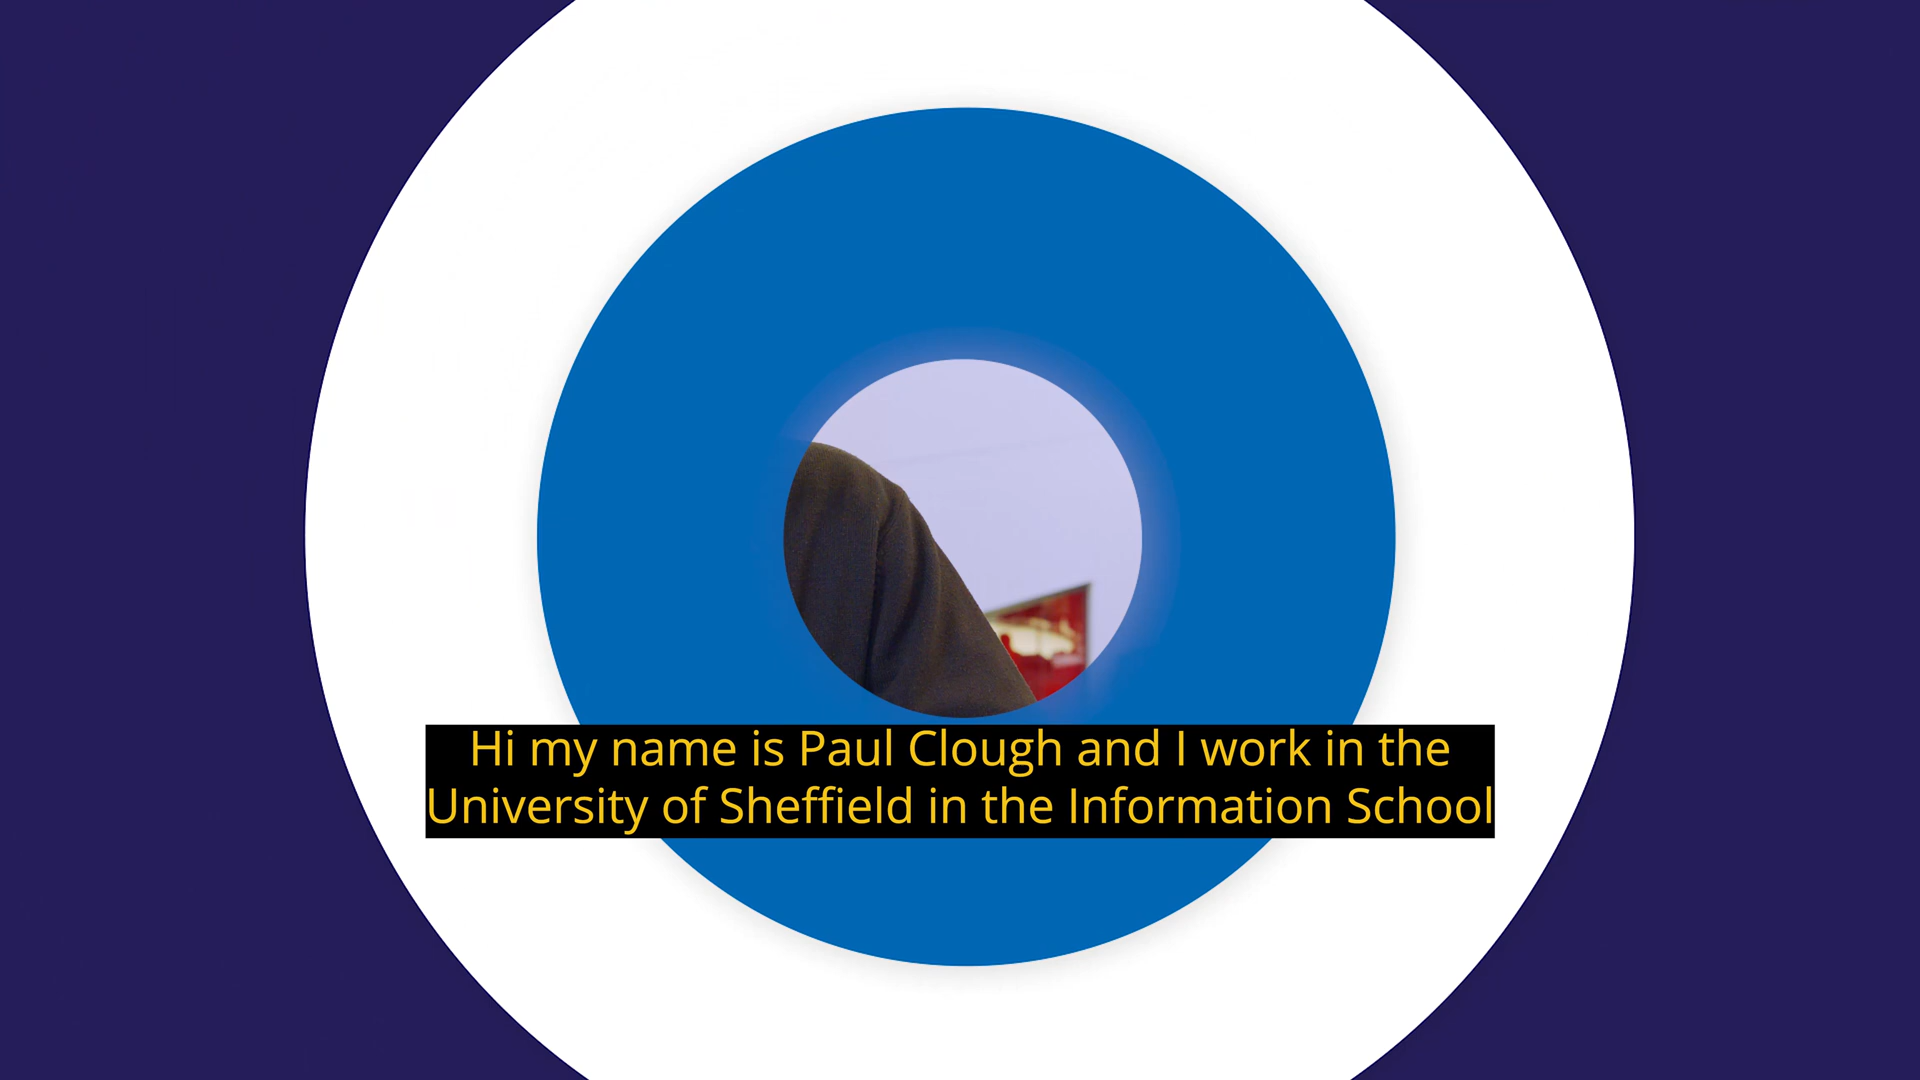 Hi my name is Paul Clough and I work in the
University of Sheffield in the Information School